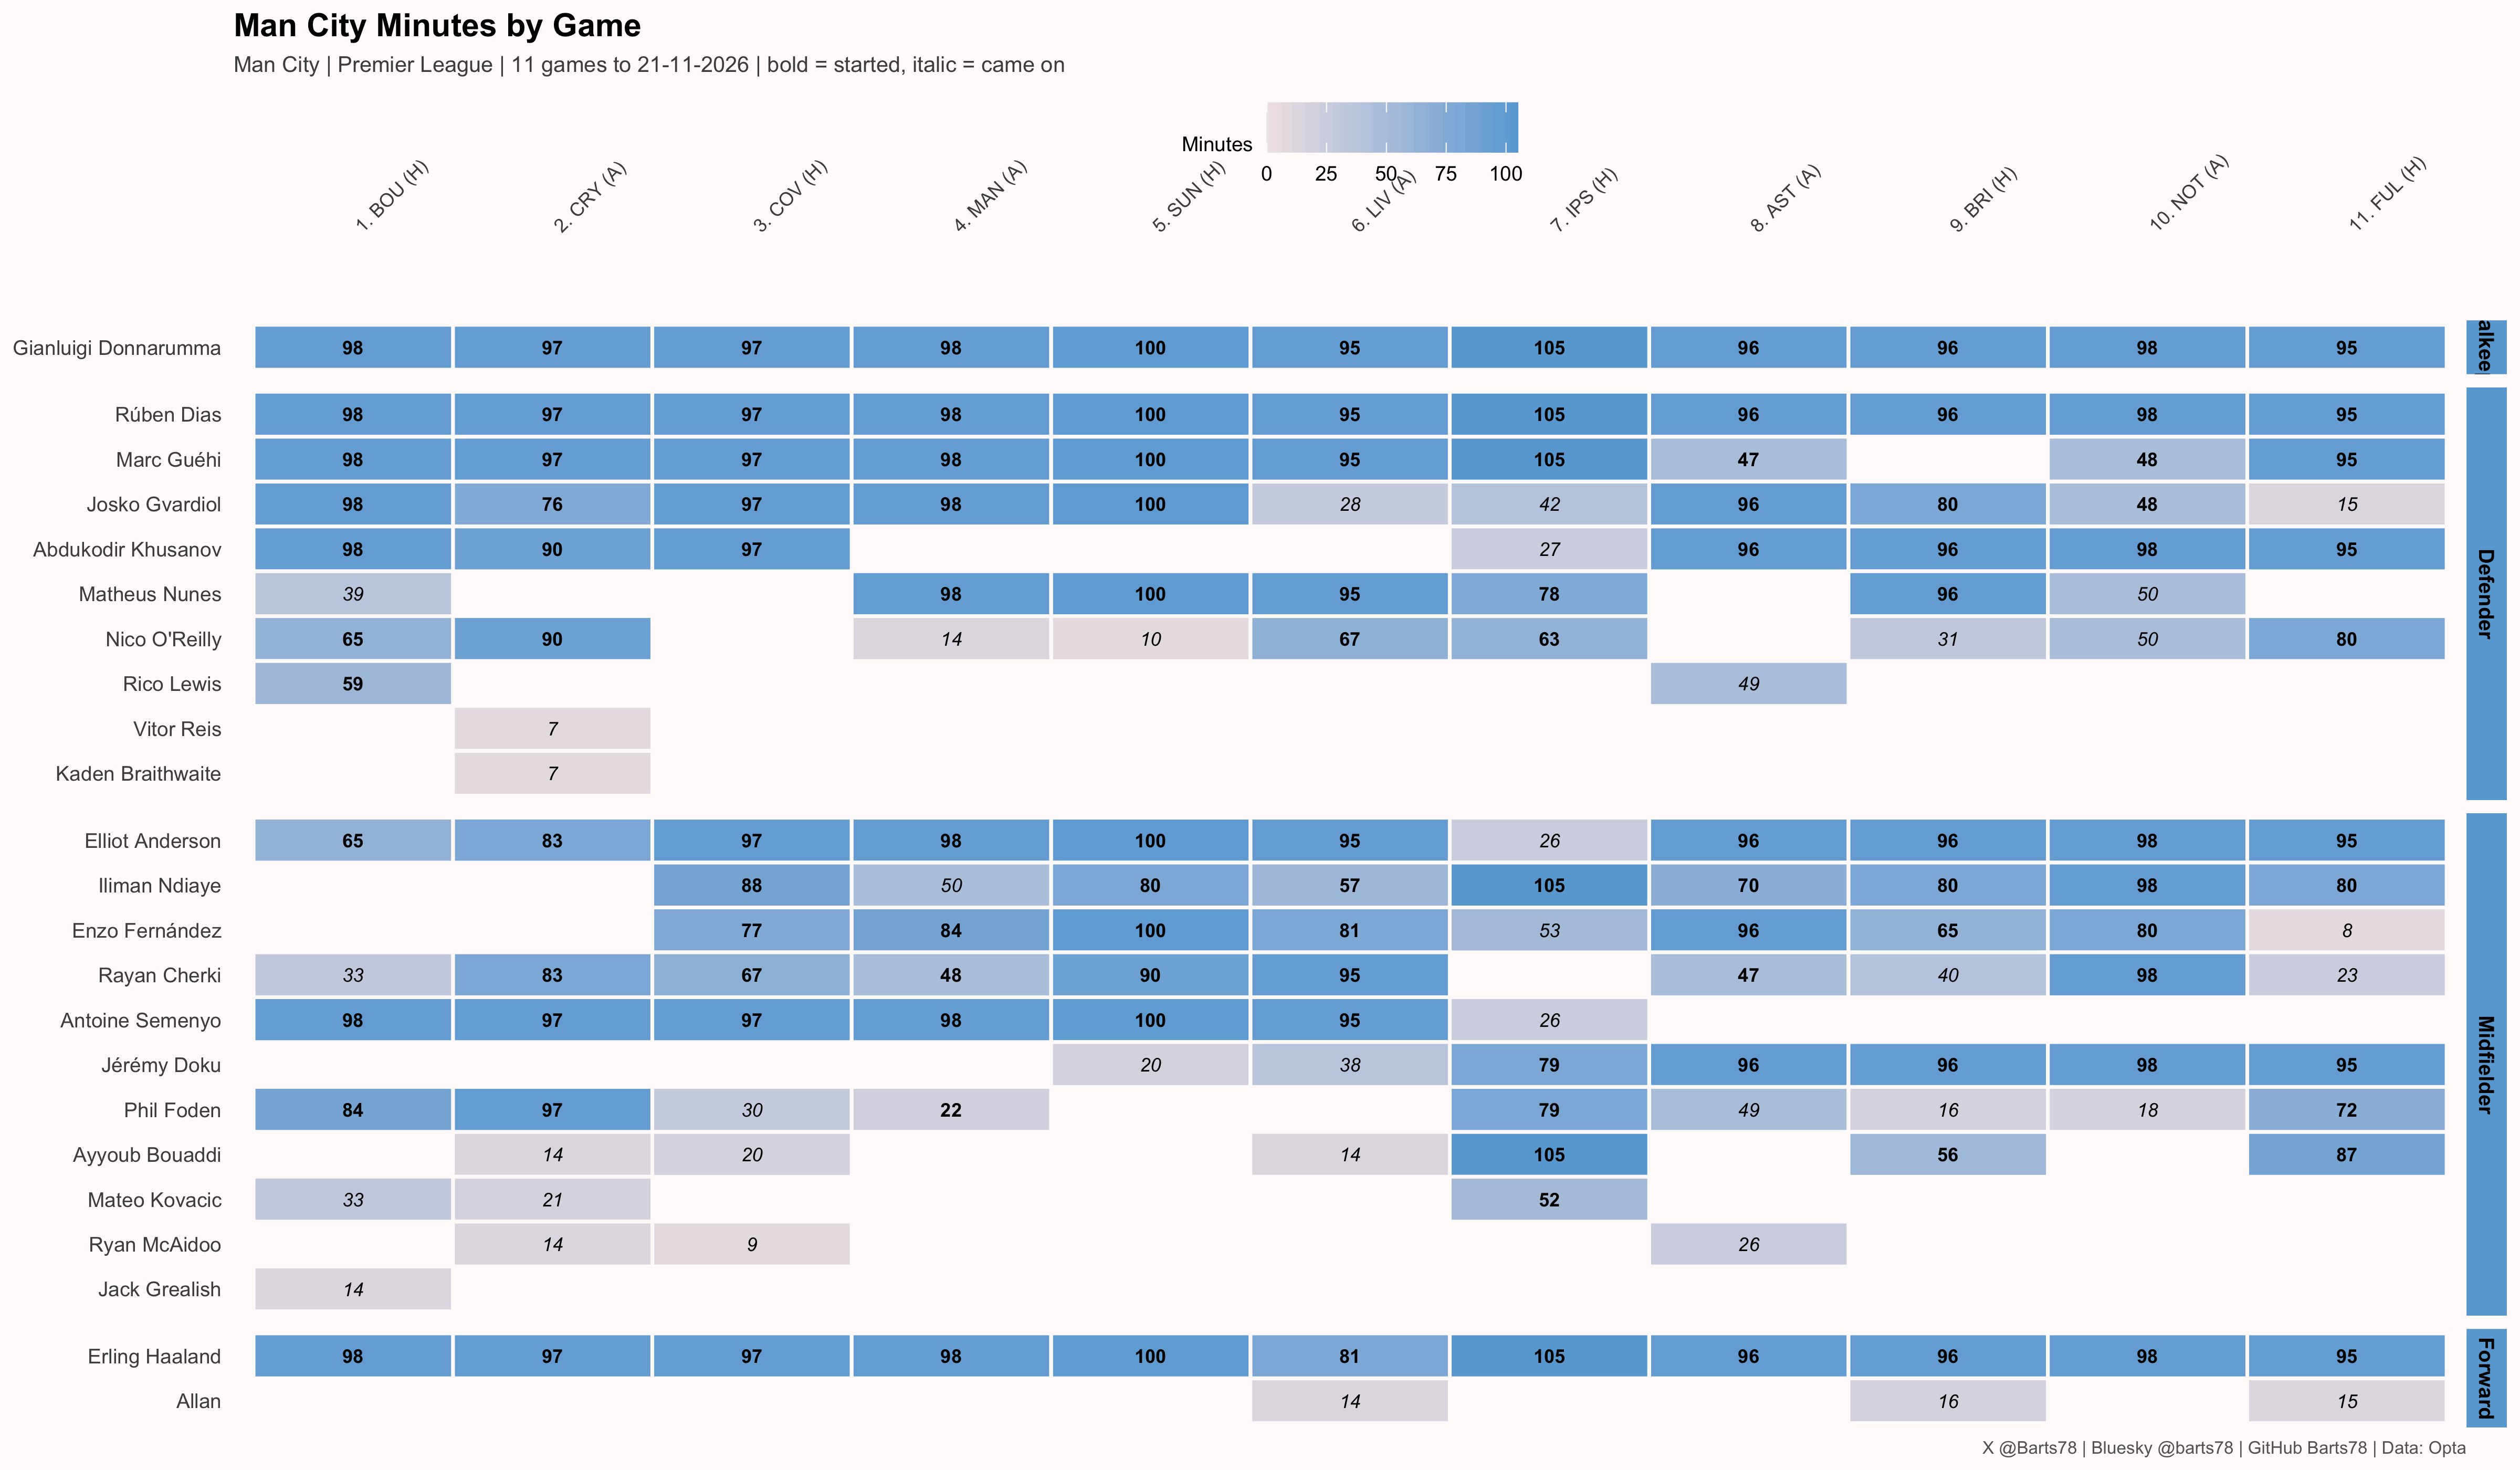 Man City Minutes by Game
Man City | Premier League | 11 games to 21-11-2026 | bold = started, italic = came on
Minutes
0 25 50 75 100
1. BOU (H) 2. CRY (A) 3. COV (H) 4. MAN (A) 5. SUN (H) 6. LIV (A) 7. IPS (H) 8. AST (A) 9. BRI (H) 10. NOT (A) 11. FUL (H)
Gianluigi Donnarumma 98 97 97 98 100 95 105 96 96 98 95
Rúben Dias 98 97 97 98 100 95 105 96 96 98 95
Marc Guéhi 98 97 97 98 100 95 105 47 48 95
Josko Gvardiol 98 76 97 98 100 28 42 96 80 48 15
Abdukodir Khusanov 98 90 97 27 96 96 98 95
Matheus Nunes 39 98 100 95 78 96 50
Nico O'Reilly 65 90 14 10 67 63 31 50 80
Rico Lewis 59 49
Vitor Reis 7
Kaden Braithwaite 7
Defender
Elliot Anderson 65 83 97 98 100 95 26 96 96 98 95
Iliman Ndiaye 88 50 80 57 105 70 80 98 80
Enzo Fernández 77 84 100 81 53 96 65 80 8
Rayan Cherki 33 83 67 48 90 95 47 40 98 23
Antoine Semenyo 98 97 97 98 100 95 26
Jérémy Doku 20 38 79 96 96 98 95
Phil Foden 84 97 30 22 79 49 16 18 72
Ayyoub Bouaddi 14 20 14 105 56 87
Mateo Kovacic 33 21 52
Ryan McAidoo 14 9 26
Jack Grealish 14
Midfielder
Erling Haaland 98 97 97 98 100 81 105 96 96 98 95
Allan 14 16 15
Forward
X @Barts78 | Bluesky @barts78 | GitHub Barts78 | Data: Opta